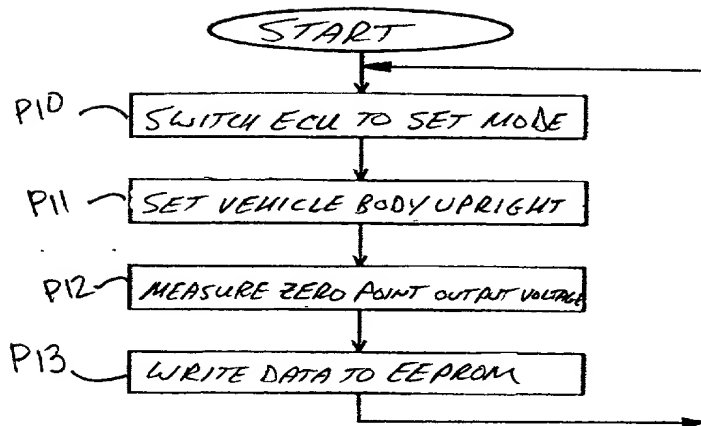 START
P10
SWITCH ECU TO SET MODE
P11
SET VEHICLE BODY UPRIGHT
P12
MEASURE ZERO POINT OUTPUT VOLTAGE
P13
WRITE DATA TO EEPROM